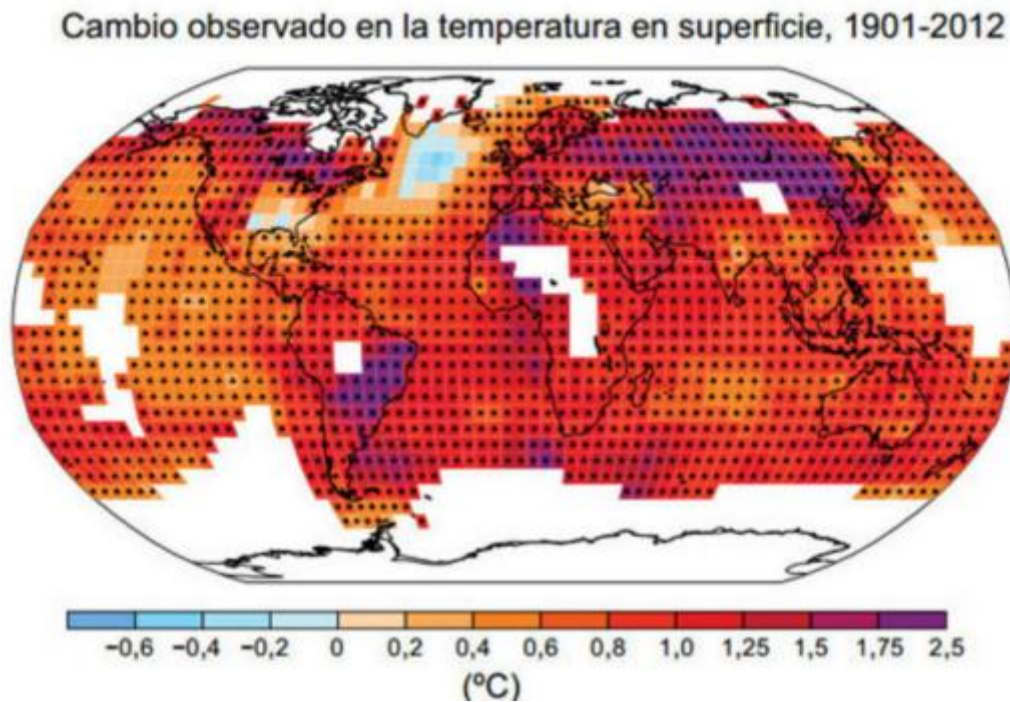 Cambio observado en la temperatura en superficie, 1901-2012
−0,6 −0,4 −0,2 0 0,2 0,4 0,6 0,8 1,0 1,25 1,5 1,75 2,5
(ºC)